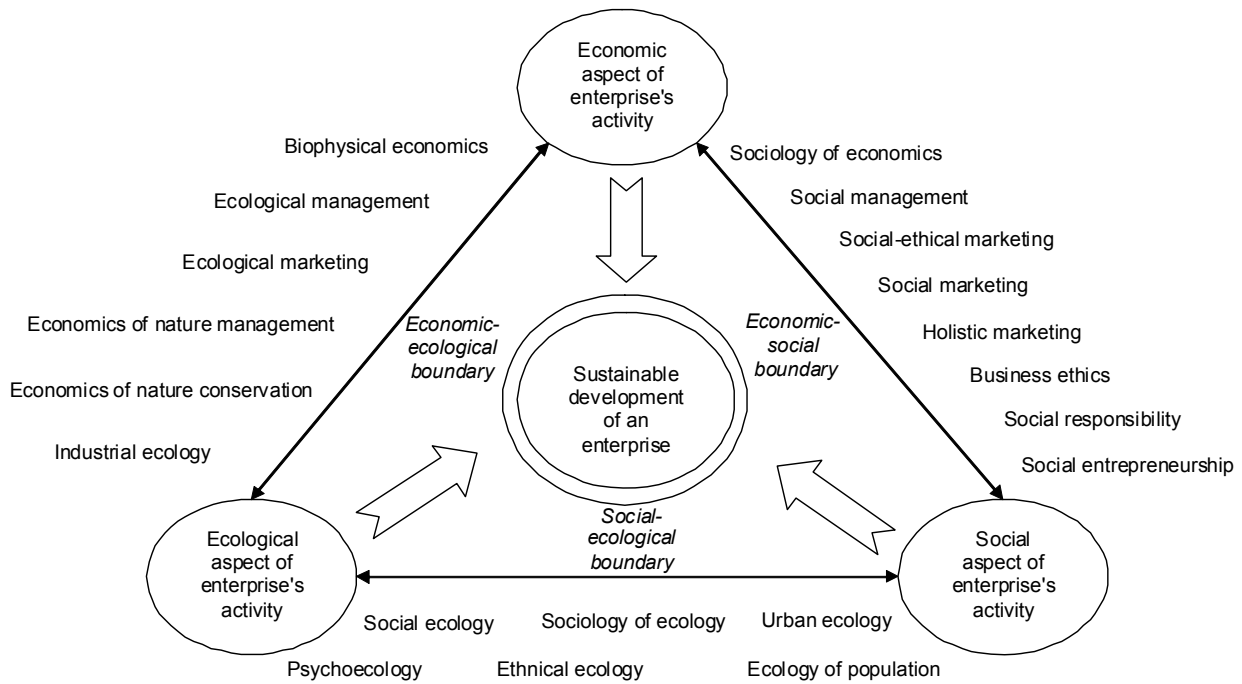 Economic
aspect of
enterprise's
activity
Biophysical economics
Ecological management
Ecological marketing
Economics of nature management
Economics of nature conservation
Industrial ecology
Economic-
ecological
boundary
Sociology of economics
Social management
Social-ethical marketing
Social marketing
Holistic marketing
Business ethics
Social responsibility
Social entrepreneurship
Economic-
social
boundary
Sustainable
development
of an
enterprise
Ecological
aspect of
enterprise's
activity
Social-
ecological
boundary
Social
aspect of
enterprise's
activity
Social ecology
Sociology of ecology
Urban ecology
Psychoecology
Ethnical ecology
Ecology of population